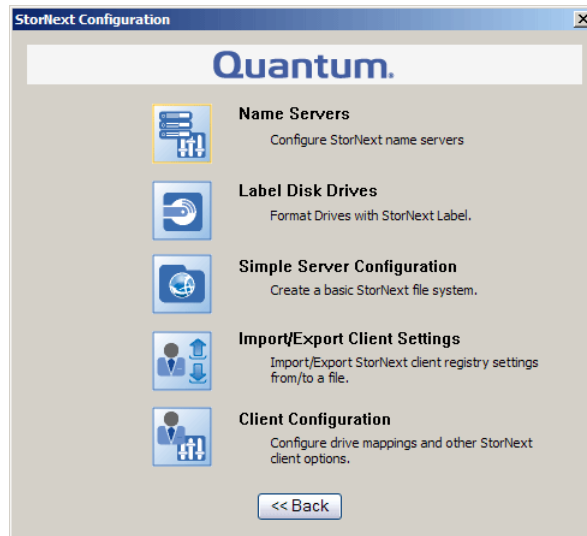 StorNext Configuration
Quantum.
Name Servers
Configure StorNext name servers
Label Disk Drives
Format Drives with StorNext Label.
Simple Server Configuration
Create a basic StorNext file system.
Import/Export Client Settings
Import/Export StorNext client registry settings
from/to a file.
Client Configuration
Configure drive mappings and other StorNext
client options.
<< Back